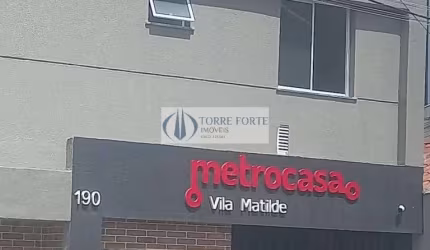 TORRE FORTE
IMÓVEIS
metrocasa
190
Vila Matilde